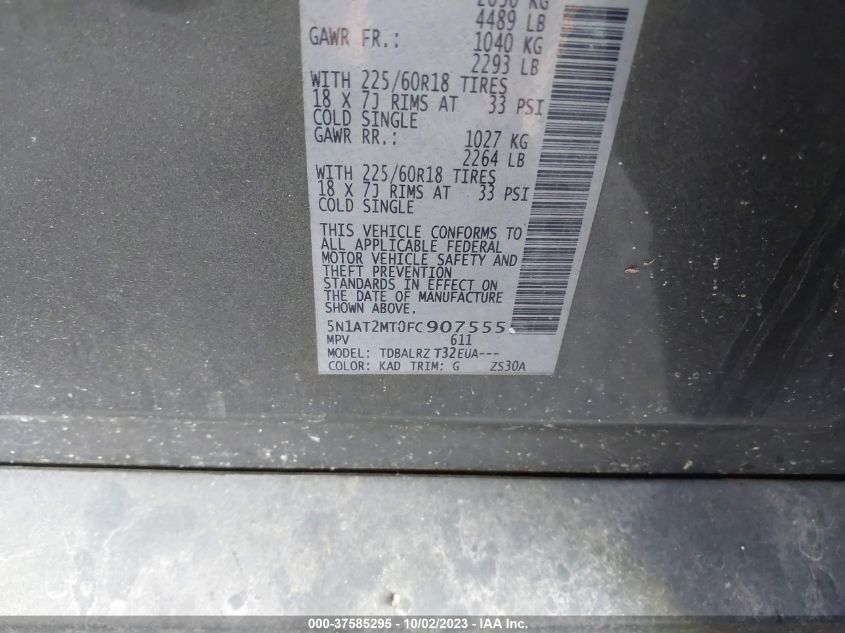 4489 LB
GAWR FR.: 1040 KG
2293 LB
WITH 225/60R18 TIRES
18 X 7J RIMS AT 33 PSI
COLD SINGLE
GAWR RR.: 1027 KG
2264 LB
WITH 225/60R18 TIRES
18 X 7J RIMS AT 33 PSI
COLD SINGLE
THIS VEHICLE CONFORMS TO
ALL APPLICABLE FEDERAL
MOTOR VEHICLE SAFETY AND
THEFT PREVENTION
STANDARDS IN EFFECT ON
THE DATE OF MANUFACTURE
SHOWN ABOVE.
5N1AT2MT0FC907555
MPV 611
MODEL: TDBALRZ T32EUA---
COLOR: KAD TRIM: G ZS30A
000-37585295 - 10/02/2023 - IAA Inc.